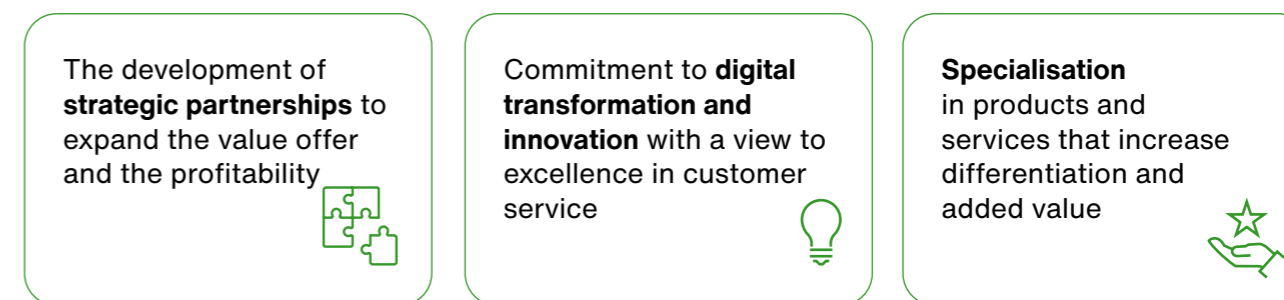 The development of
strategic partnerships to
expand the value offer
and the profitability
Commitment to digital
transformation and
innovation with a view to
excellence in customer
service
Specialisation
in products and
services that increase
differentiation and
added value